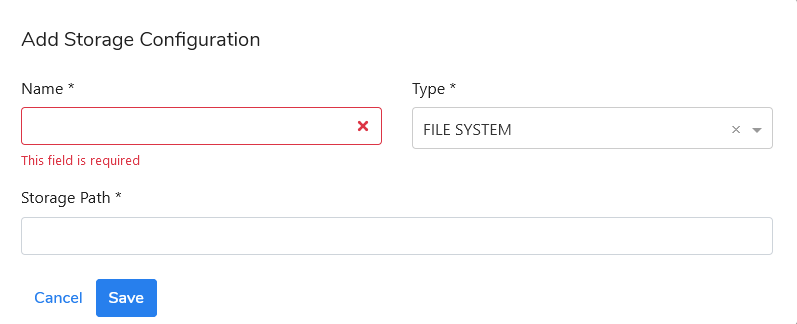 Add Storage Configuration
Name *
Type *
FILE SYSTEM
This field is required
Storage Path *
Cancel
Save